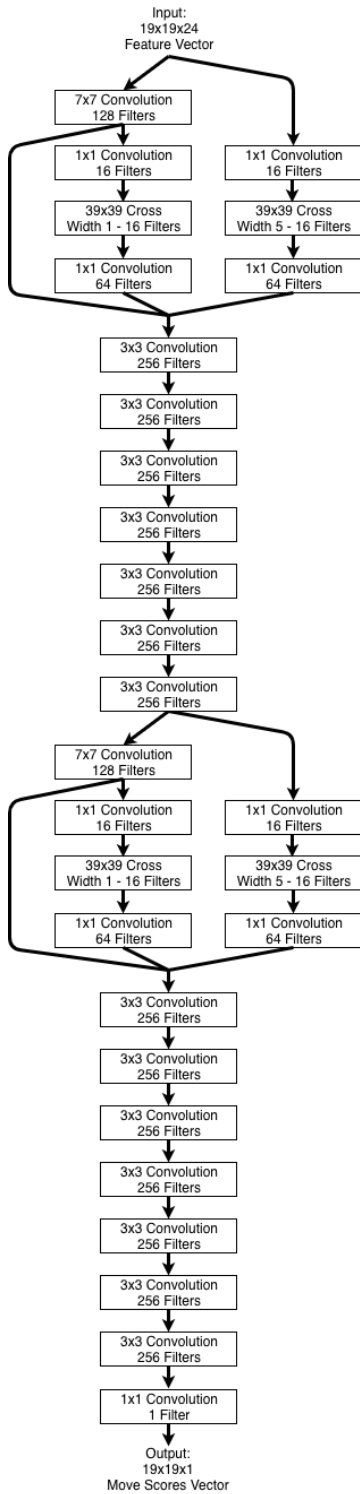 Input:
19x19x24
Feature Vector
7x7 Convolution
128 Filters
1x1 Convolution
16 Filters
1x1 Convolution
16 Filters
39x39 Cross
Width 1 - 16 Filters
39x39 Cross
Width 5 - 16 Filters
1x1 Convolution
64 Filters
1x1 Convolution
64 Filters
3x3 Convolution
256 Filters
3x3 Convolution
256 Filters
3x3 Convolution
256 Filters
3x3 Convolution
256 Filters
3x3 Convolution
256 Filters
3x3 Convolution
256 Filters
3x3 Convolution
256 Filters
7x7 Convolution
128 Filters
1x1 Convolution
16 Filters
1x1 Convolution
16 Filters
39x39 Cross
Width 1 - 16 Filters
39x39 Cross
Width 5 - 16 Filters
1x1 Convolution
64 Filters
1x1 Convolution
64 Filters
3x3 Convolution
256 Filters
3x3 Convolution
256 Filters
3x3 Convolution
256 Filters
3x3 Convolution
256 Filters
3x3 Convolution
256 Filters
3x3 Convolution
256 Filters
3x3 Convolution
256 Filters
1x1 Convolution
1 Filter
Output:
19x19x1
Move Scores Vector